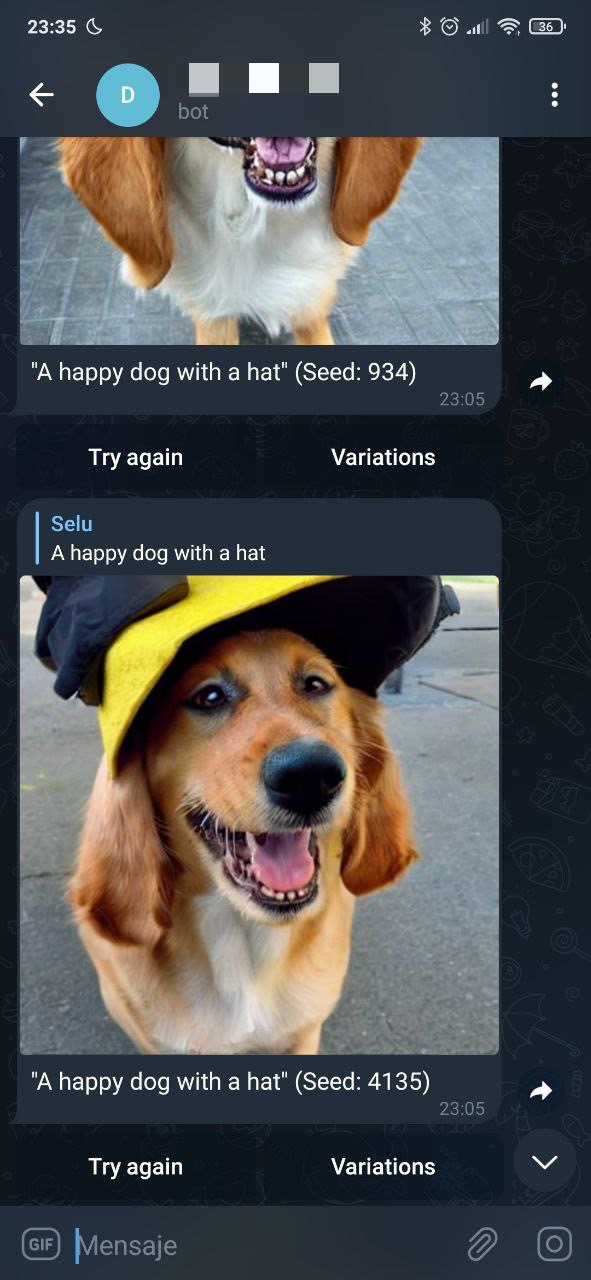 23:35
36
D
bot
"A happy dog with a hat" (Seed: 934)
23:05
Try again
Variations
Selu
A happy dog with a hat
"A happy dog with a hat" (Seed: 4135)
23:05
Try again
Variations
GIF
Mensaje